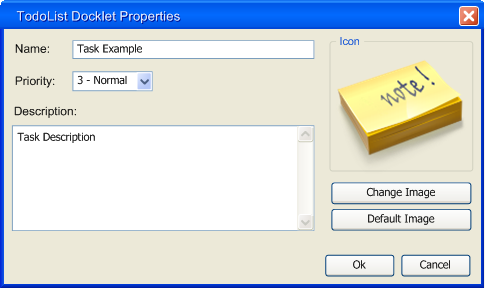 TodoList Docklet Properties
Name: Task Example
Icon
Priority: 3 - Normal
note!
Description:
Task Description
Change Image
Default Image
Ok Cancel